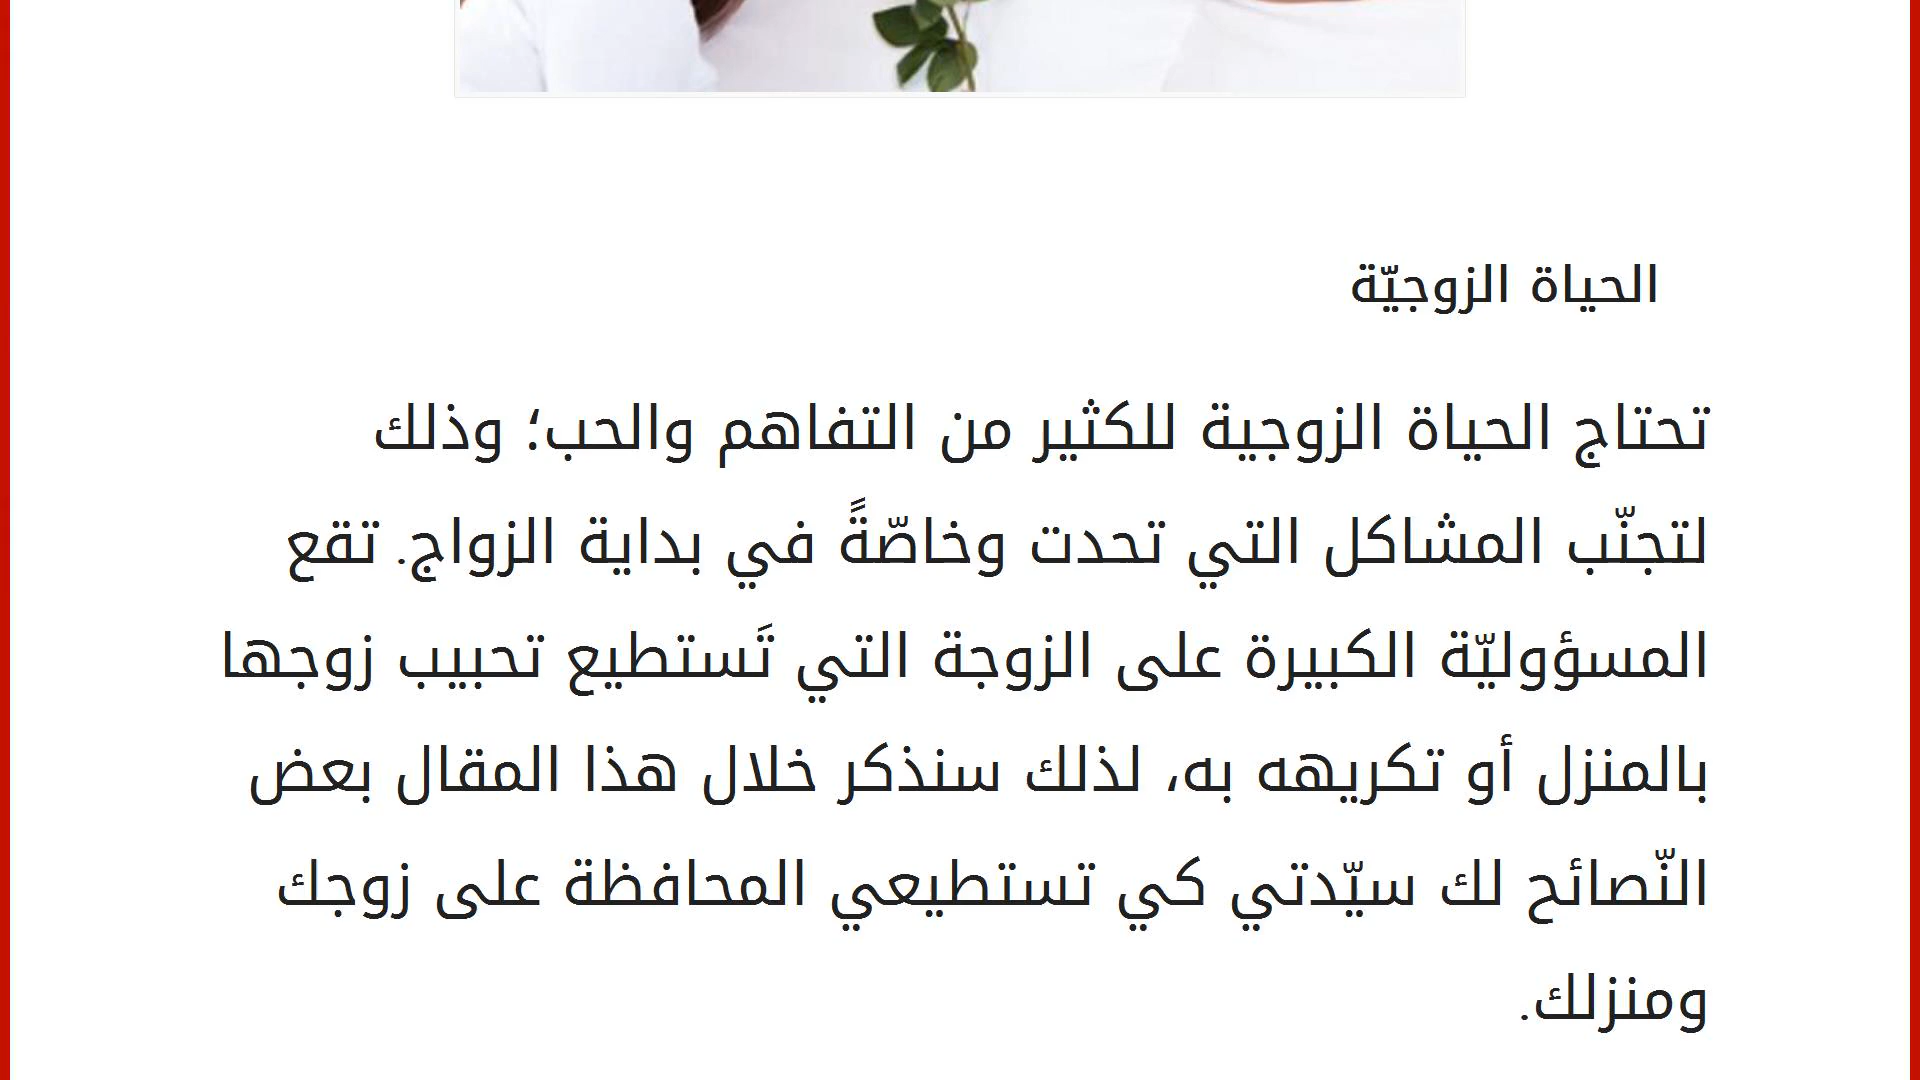 الحياة الزوجيّة
تحتاج الحياة الزوجية للكثير من التفاهم والحب؛ وذلك
لتجنّب المشاكل التي تحدت وخاصّةً في بداية الزواج. تقع
المسؤوليّة الكبيرة على الزوجة التي تَستطيع تحبيب زوجها
بالمنزل أو تكريهه به، لذلك سنذكر خلال هذا المقال بعض
النّصائح لك سيّدتي كي تستطيعي المحافظة على زوجك
ومنزلك.